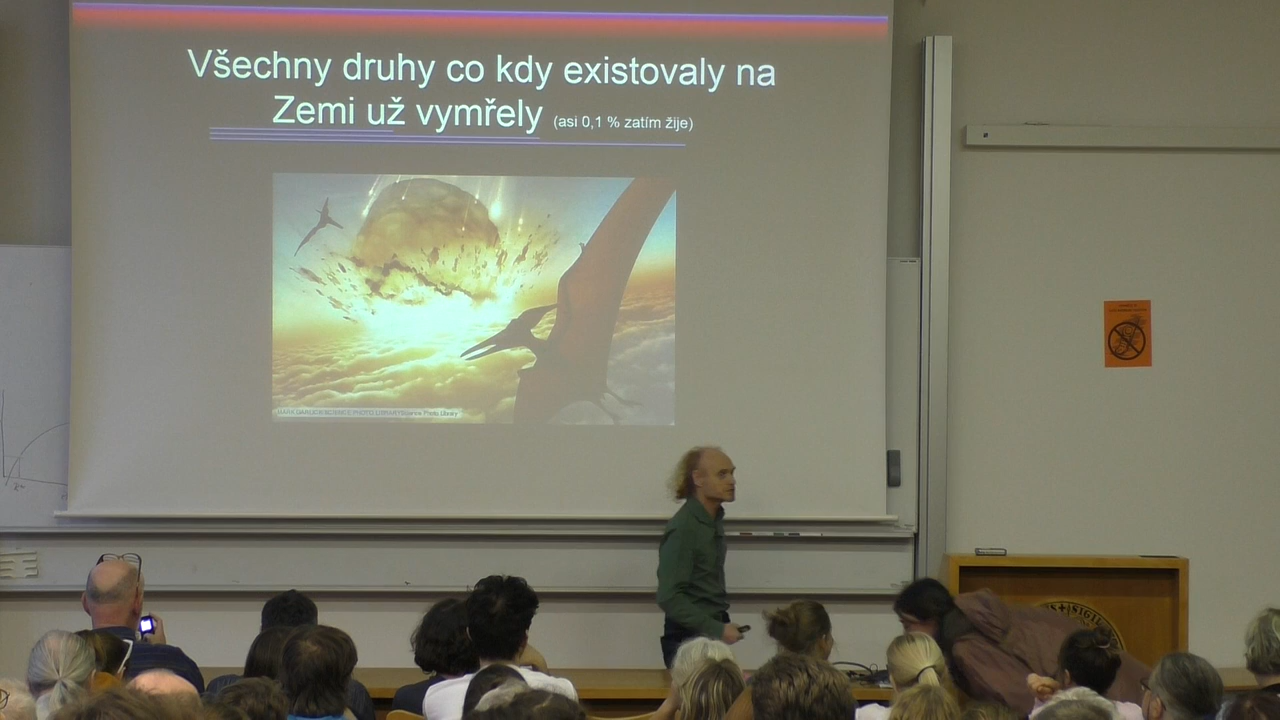 Všechny druhy co kdy existovaly na
Zemi už vymřely (asi 0,1 % zatím žije)